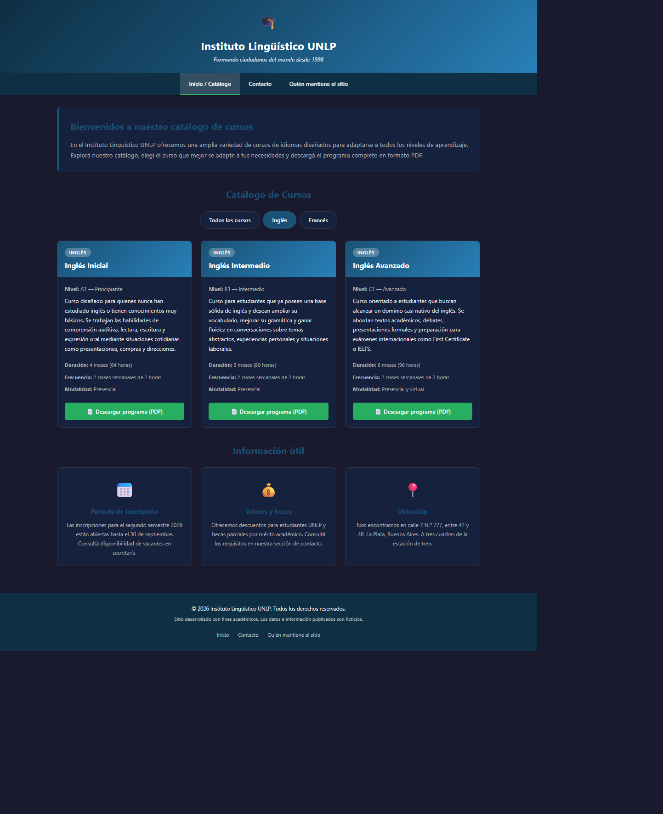 Instituto Lingüístico UNLP
Formando ciudadanos del mundo desde 1998
Inicio / Catálogo
Contacto
Quién mantiene el sitio
Bienvenidos a nuestro catálogo de cursos
En el Instituto Lingüístico UNLP ofrecemos una amplia variedad de cursos de idiomas diseñados para adaptarse a todos los niveles de aprendizaje.
Explorá nuestro catálogo, elegí el curso que mejor se adapte a tus necesidades y descargá el programa completo en formato PDF.
Catálogo de Cursos
Todos los cursos
Inglés
Francés
INGLÉS
Inglés Inicial
Nivel: A1 — Principiante
Curso diseñado para quienes nunca han
estudiado inglés o tienen conocimientos muy
básicos. Se trabajan las habilidades de
comprensión auditiva, lectura, escritura y
expresión oral mediante situaciones cotidianas
como presentaciones, compras y direcciones.
Duración: 4 meses (64 horas)
Frecuencia: 2 clases semanales de 2 horas
Modalidad: Presencial
Descargar programa (PDF)
INGLÉS
Inglés Intermedio
Nivel: B1 — Intermedio
Curso para estudiantes que ya poseen una base
sólida de inglés y desean ampliar su
vocabulario, mejorar su gramática y ganar
fluidez en conversaciones sobre temas
abstractos, experiencias personales y situaciones
laborales.
Duración: 5 meses (80 horas)
Frecuencia: 2 clases semanales de 2 horas
Modalidad: Presencial
Descargar programa (PDF)
INGLÉS
Inglés Avanzado
Nivel: C1 — Avanzado
Curso orientado a estudiantes que buscan
alcanzar un dominio casi nativo del inglés. Se
abordan textos académicos, debates,
presentaciones formales y preparación para
exámenes internacionales como First Certificate
o IELTS.
Duración: 6 meses (96 horas)
Frecuencia: 2 clases semanales de 2 horas
Modalidad: Presencial y virtual
Descargar programa (PDF)
Información útil
Período de inscripción
Las inscripciones para el segundo semestre 2026
están abiertas hasta el 30 de septiembre.
Consultá disponibilidad de vacantes en
secretaría.
Valores y becas
Ofrecemos descuentos para estudiantes UNLP y
becas parciales por mérito académico. Consultá
los requisitos en nuestra sección de contacto.
Ubicación
Nos encontramos en calle 7 N.º 777, entre 47 y
48, La Plata, Buenos Aires. A tres cuadras de la
estación de tren.
© 2026 Instituto Lingüístico UNLP. Todos los derechos reservados.
Sitio desarrollado con fines académicos. Los datos e información publicados son ficticios.
Inicio
Contacto
Quién mantiene el sitio